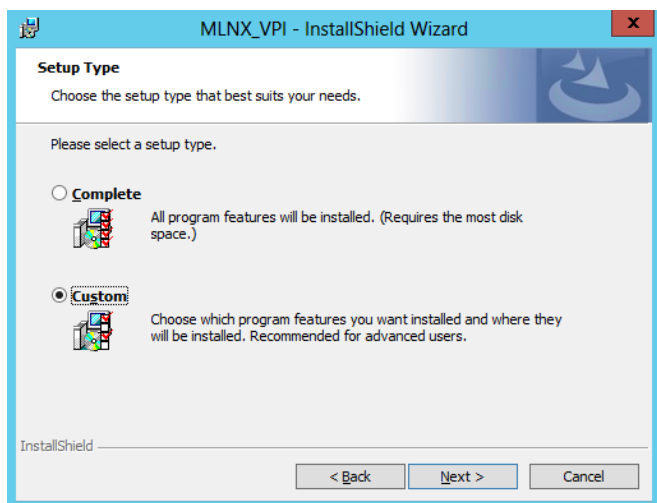 MLNX_VPI - InstallShield Wizard
x
Setup Type
Choose the setup type that best suits your needs.
Please select a setup type.
Complete
All program features will be installed. (Requires the most disk
space.)
Custom
Choose which program features you want installed and where they
will be installed. Recommended for advanced users.
InstallShield
< Back Next > Cancel